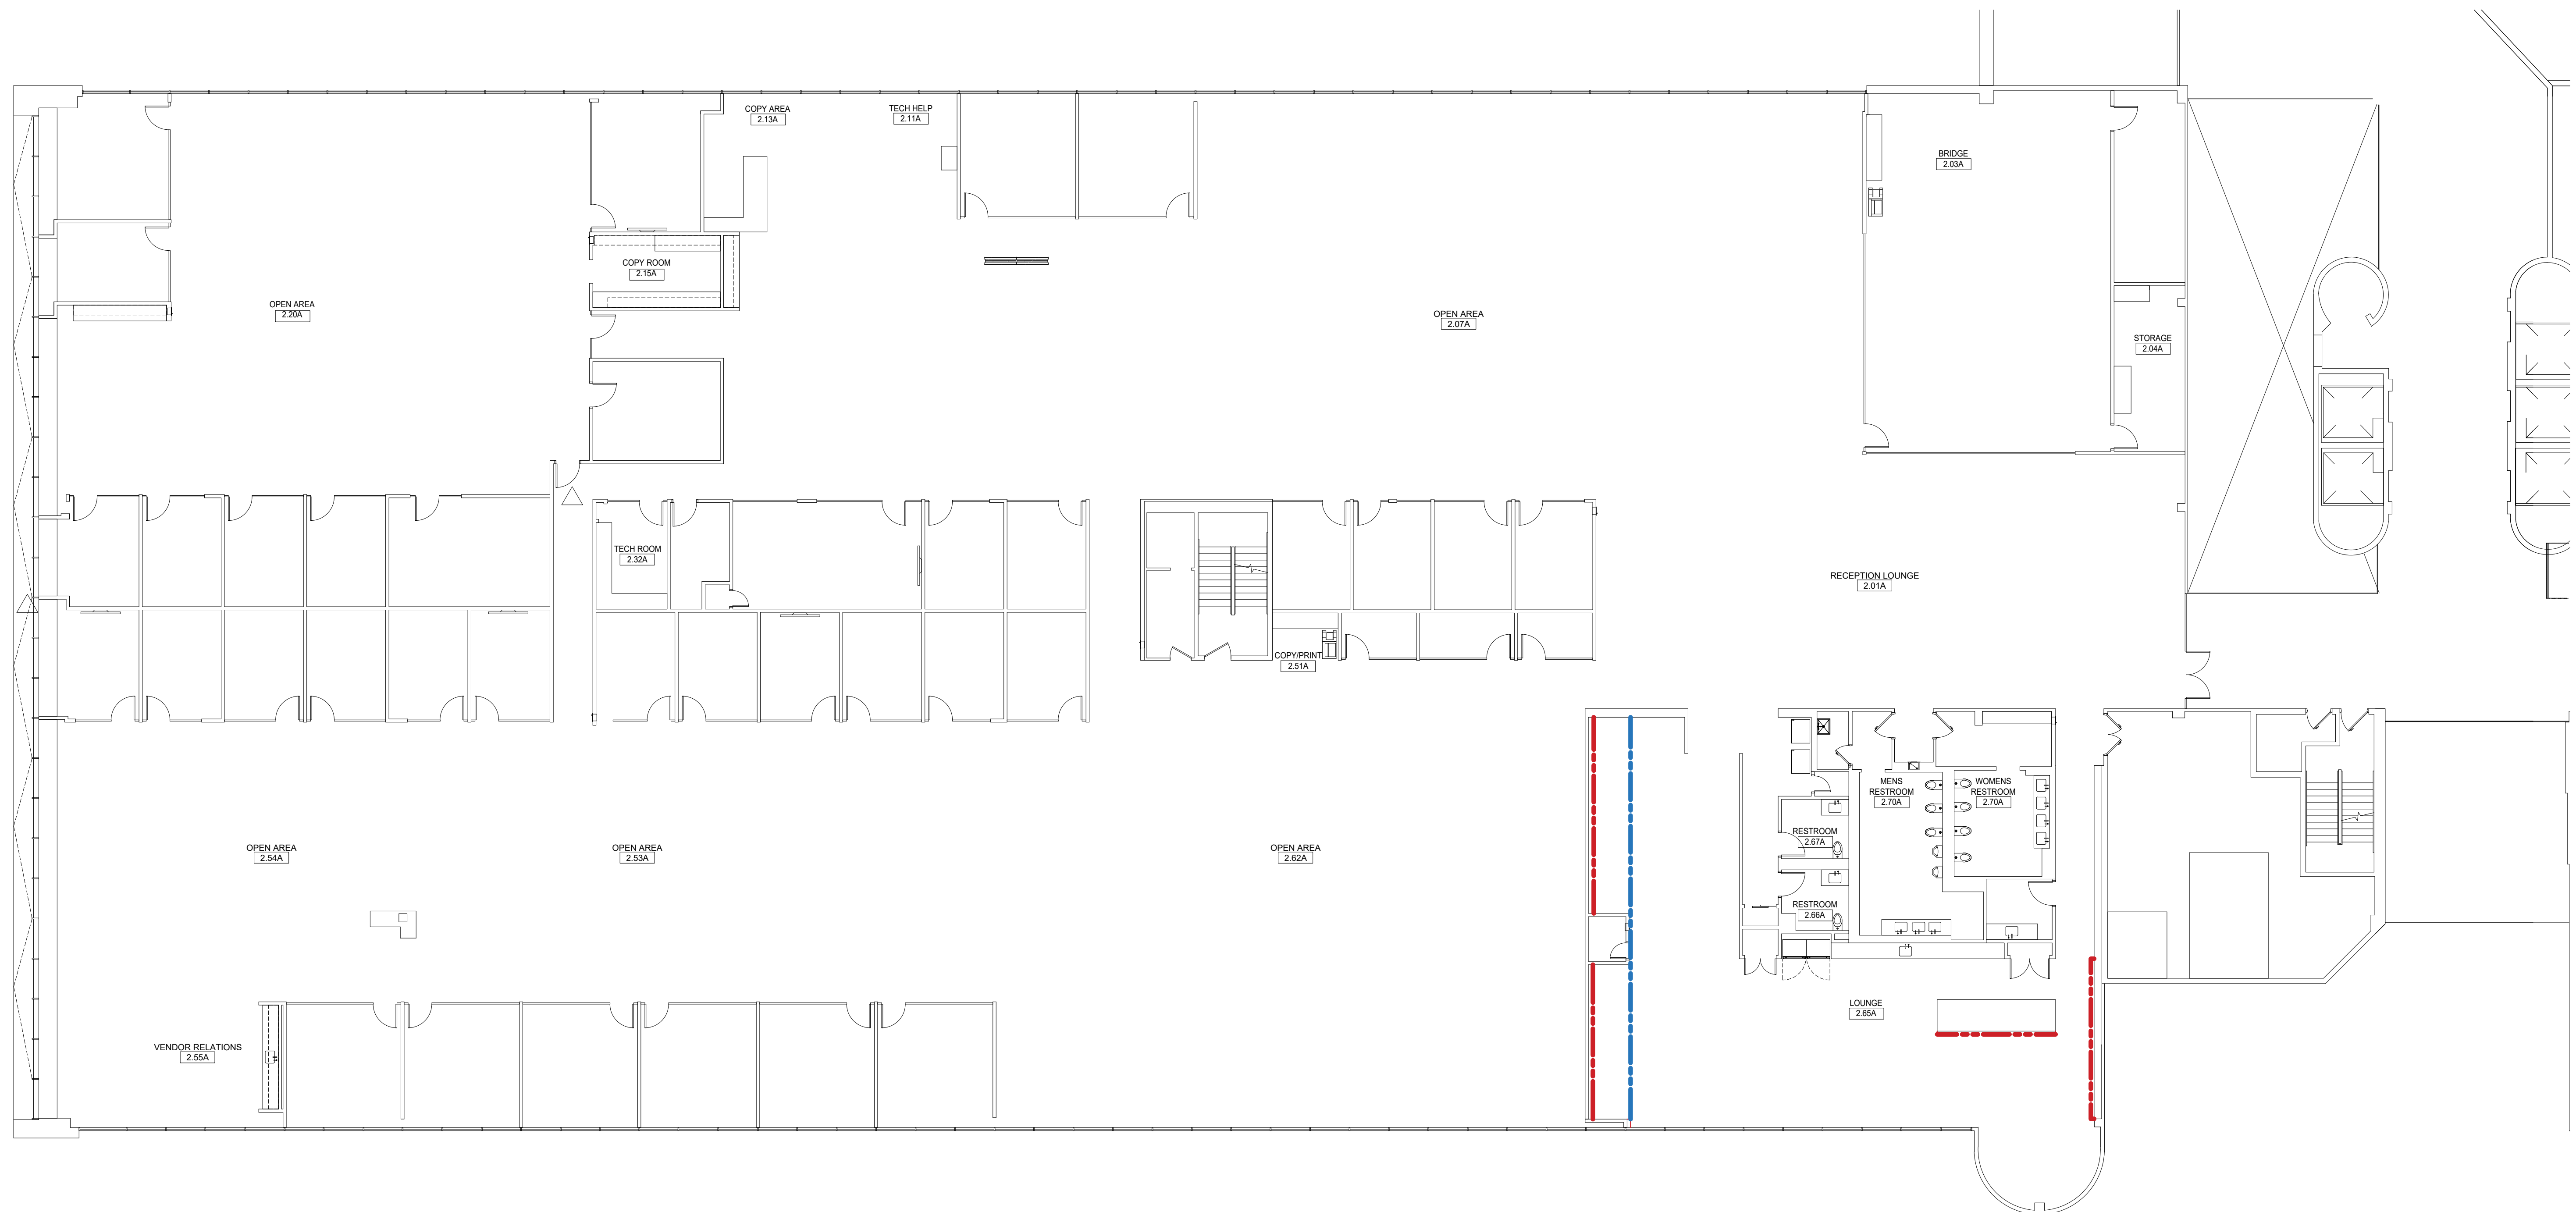 COPY AREA
2.13A
TECH HELP
2.11A
BRIDGE
2.03A
COPY ROOM
2.15A
OPEN AREA
2.20A
OPEN AREA
2.07A
STORAGE
2.04A
TECH ROOM
2.32A
RECEPTION LOUNGE
2.01A
COPY/PRINT
2.51A
MENS
RESTROOM
2.70A
WOMENS
RESTROOM
2.70A
RESTROOM
2.67A
OPEN AREA
2.54A
OPEN AREA
2.53A
OPEN AREA
2.62A
RESTROOM
2.66A
LOUNGE
2.65A
VENDOR RELATIONS
2.55A